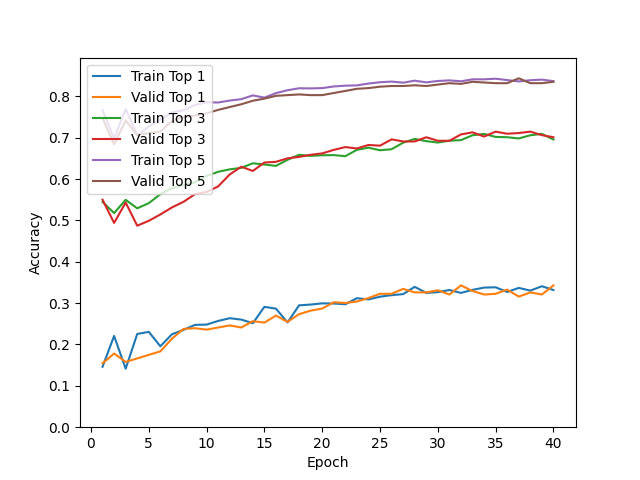 Train Top 1
Valid Top 1
Train Top 3
Valid Top 3
Train Top 5
Valid Top 5
0.8
0.7
0.6
0.5
0.4
0.3
0.2
0.1
0.0
Accuracy
0 5 10 15 20 25 30 35 40
Epoch